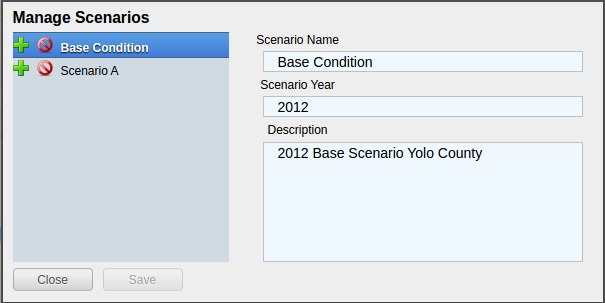 Manage Scenarios
Base Condition
Scenario A
Scenario Name
Base Condition
Scenario Year
2012
Description
2012 Base Scenario Yolo County
Close
Save